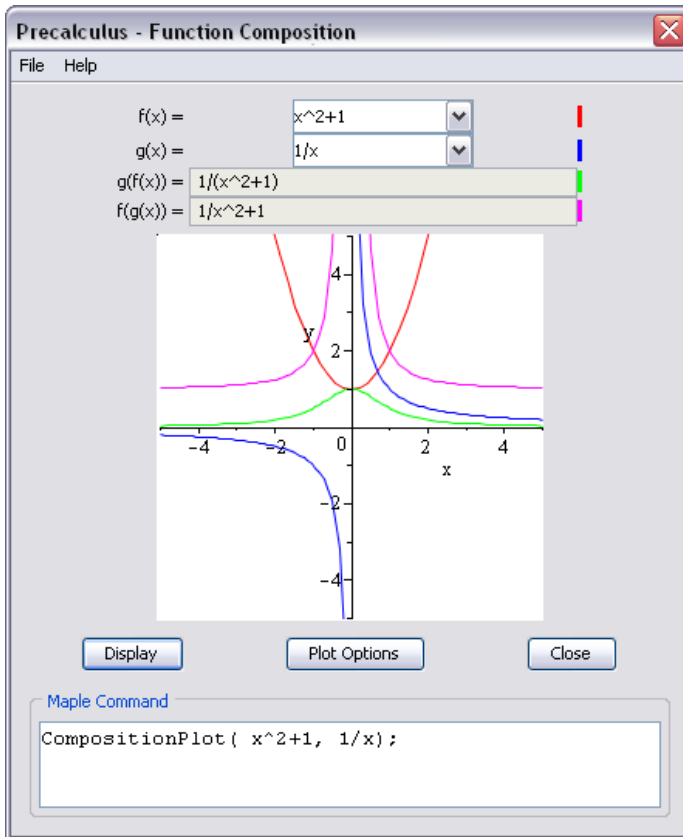 Precalculus - Function Composition
File Help
f(x) = x^2+1
g(x) = 1/x
g(f(x)) = 1/(x^2+1)
f(g(x)) = 1/x^2+1
4
y
2
-4 -2 0 2 4
x
-2
-4
Display Plot Options Close
Maple Command
CompositionPlot( x^2+1, 1/x);